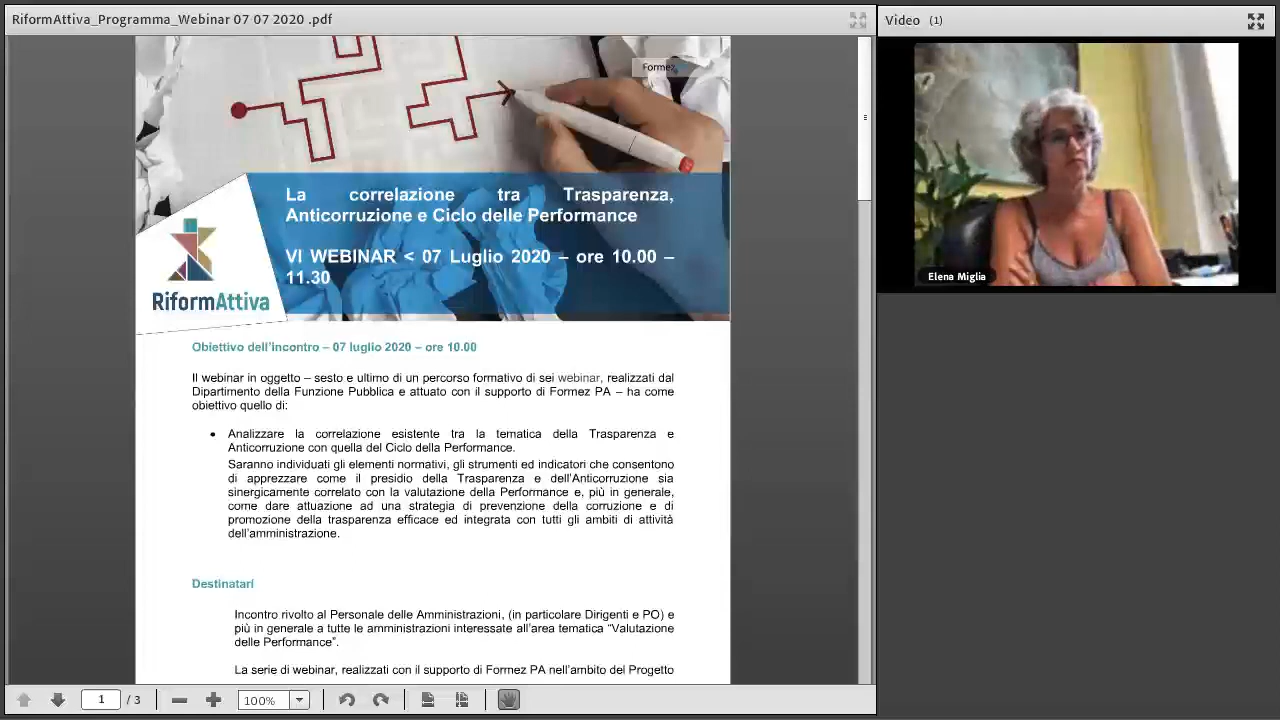 RiformAttiva_Programma_Webinar 07 07 2020 .pdf
Video (1)
Formez
La correlazione tra Trasparenza,
Anticorruzione e Ciclo delle Performance
VI WEBINAR < 07 Luglio 2020 – ore 10.00 –
11.30
RiformAttiva
Elena Miglia
Obiettivo dell'incontro – 07 luglio 2020 – ore 10.00
Il webinar in oggetto – sesto e ultimo di un percorso formativo di sei webinar, realizzati dal
Dipartimento della Funzione Pubblica e attuato con il supporto di Formez PA – ha come
obiettivo quello di:
• Analizzare la correlazione esistente tra la tematica della Trasparenza e
Anticorruzione con quella del Ciclo della Performance.
Saranno individuati gli elementi normativi, gli strumenti ed indicatori che consentono
di apprezzare come il presidio della Trasparenza e dell'Anticorruzione sia
sinergicamente correlato con la valutazione della Performance e, più in generale,
come dare attuazione ad una strategia di prevenzione della corruzione e di
promozione della trasparenza efficace ed integrata con tutti gli ambiti di attività
dell'amministrazione.
Destinatari
Incontro rivolto al Personale delle Amministrazioni, (in particolare Dirigenti e PO) e
più in generale a tutte le amministrazioni interessate all'area tematica "Valutazione
delle Performance".
La serie di webinar, realizzati con il supporto di Formez PA nell'ambito del Progetto
1 / 3
100%